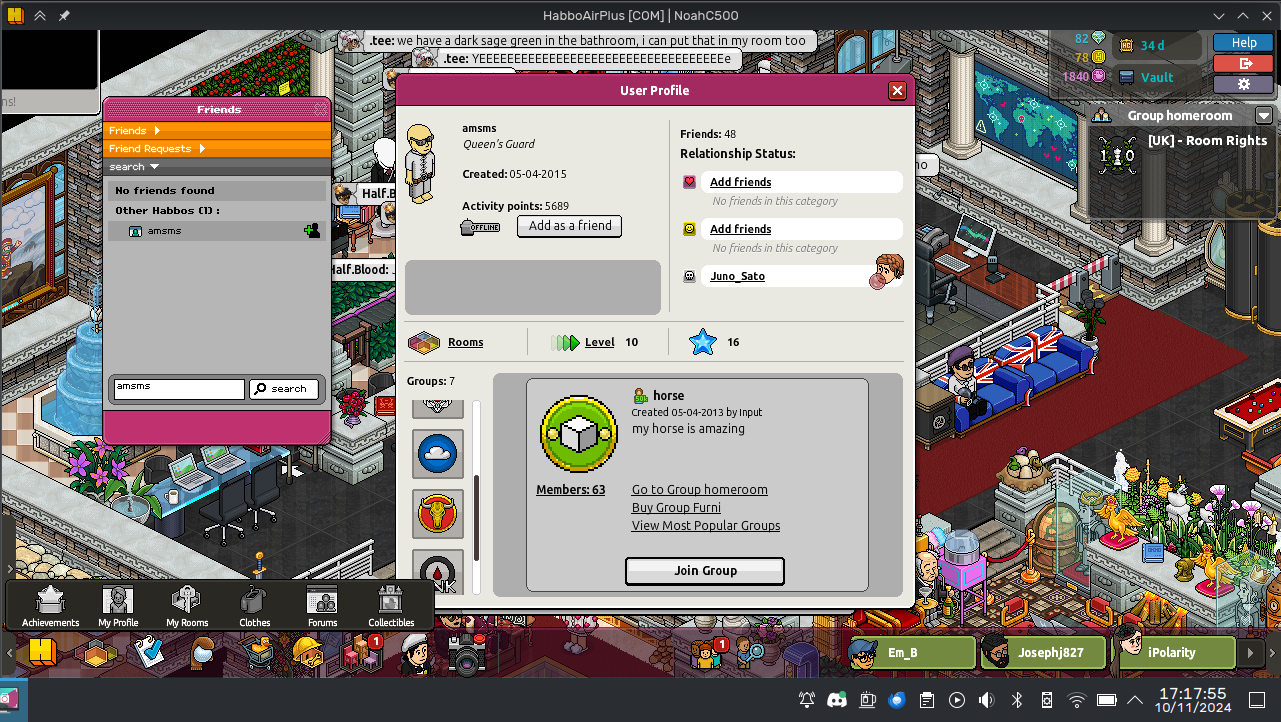 HabboAirPlus [COM] | NoahC500
.tee: we have a dark sage green in the bathroom, i can put that in my room too
ns!
82
34 d
Help
78
1840
Vault
Friends
User Profile
Group homeroom
[UK] - Room Rights
Friends
Friend Requests
search
No friends found
Other Habbos (1) :
amsms
amsms
search
amsms
Queen's Guard
Created: 05-04-2015
Activity points: 5689
OFFLINE
Add as a friend
Friends: 48
Relationship Status:
Add friends
No friends in this category
Add friends
No friends in this category
Juno_Sato
Half.Blood:
Rooms
Level 10
16
Groups: 7
horse
Created 05-04-2013 by Input
my horse is amazing
Members: 63
Go to Group homeroom
Buy Group Furni
View Most Popular Groups
Join Group
Achievements
My Profile
My Rooms
Clothes
Forums
Collectibles
1
1
Em_B
Josephj827
iPolarity
17:17:55
10/11/2024